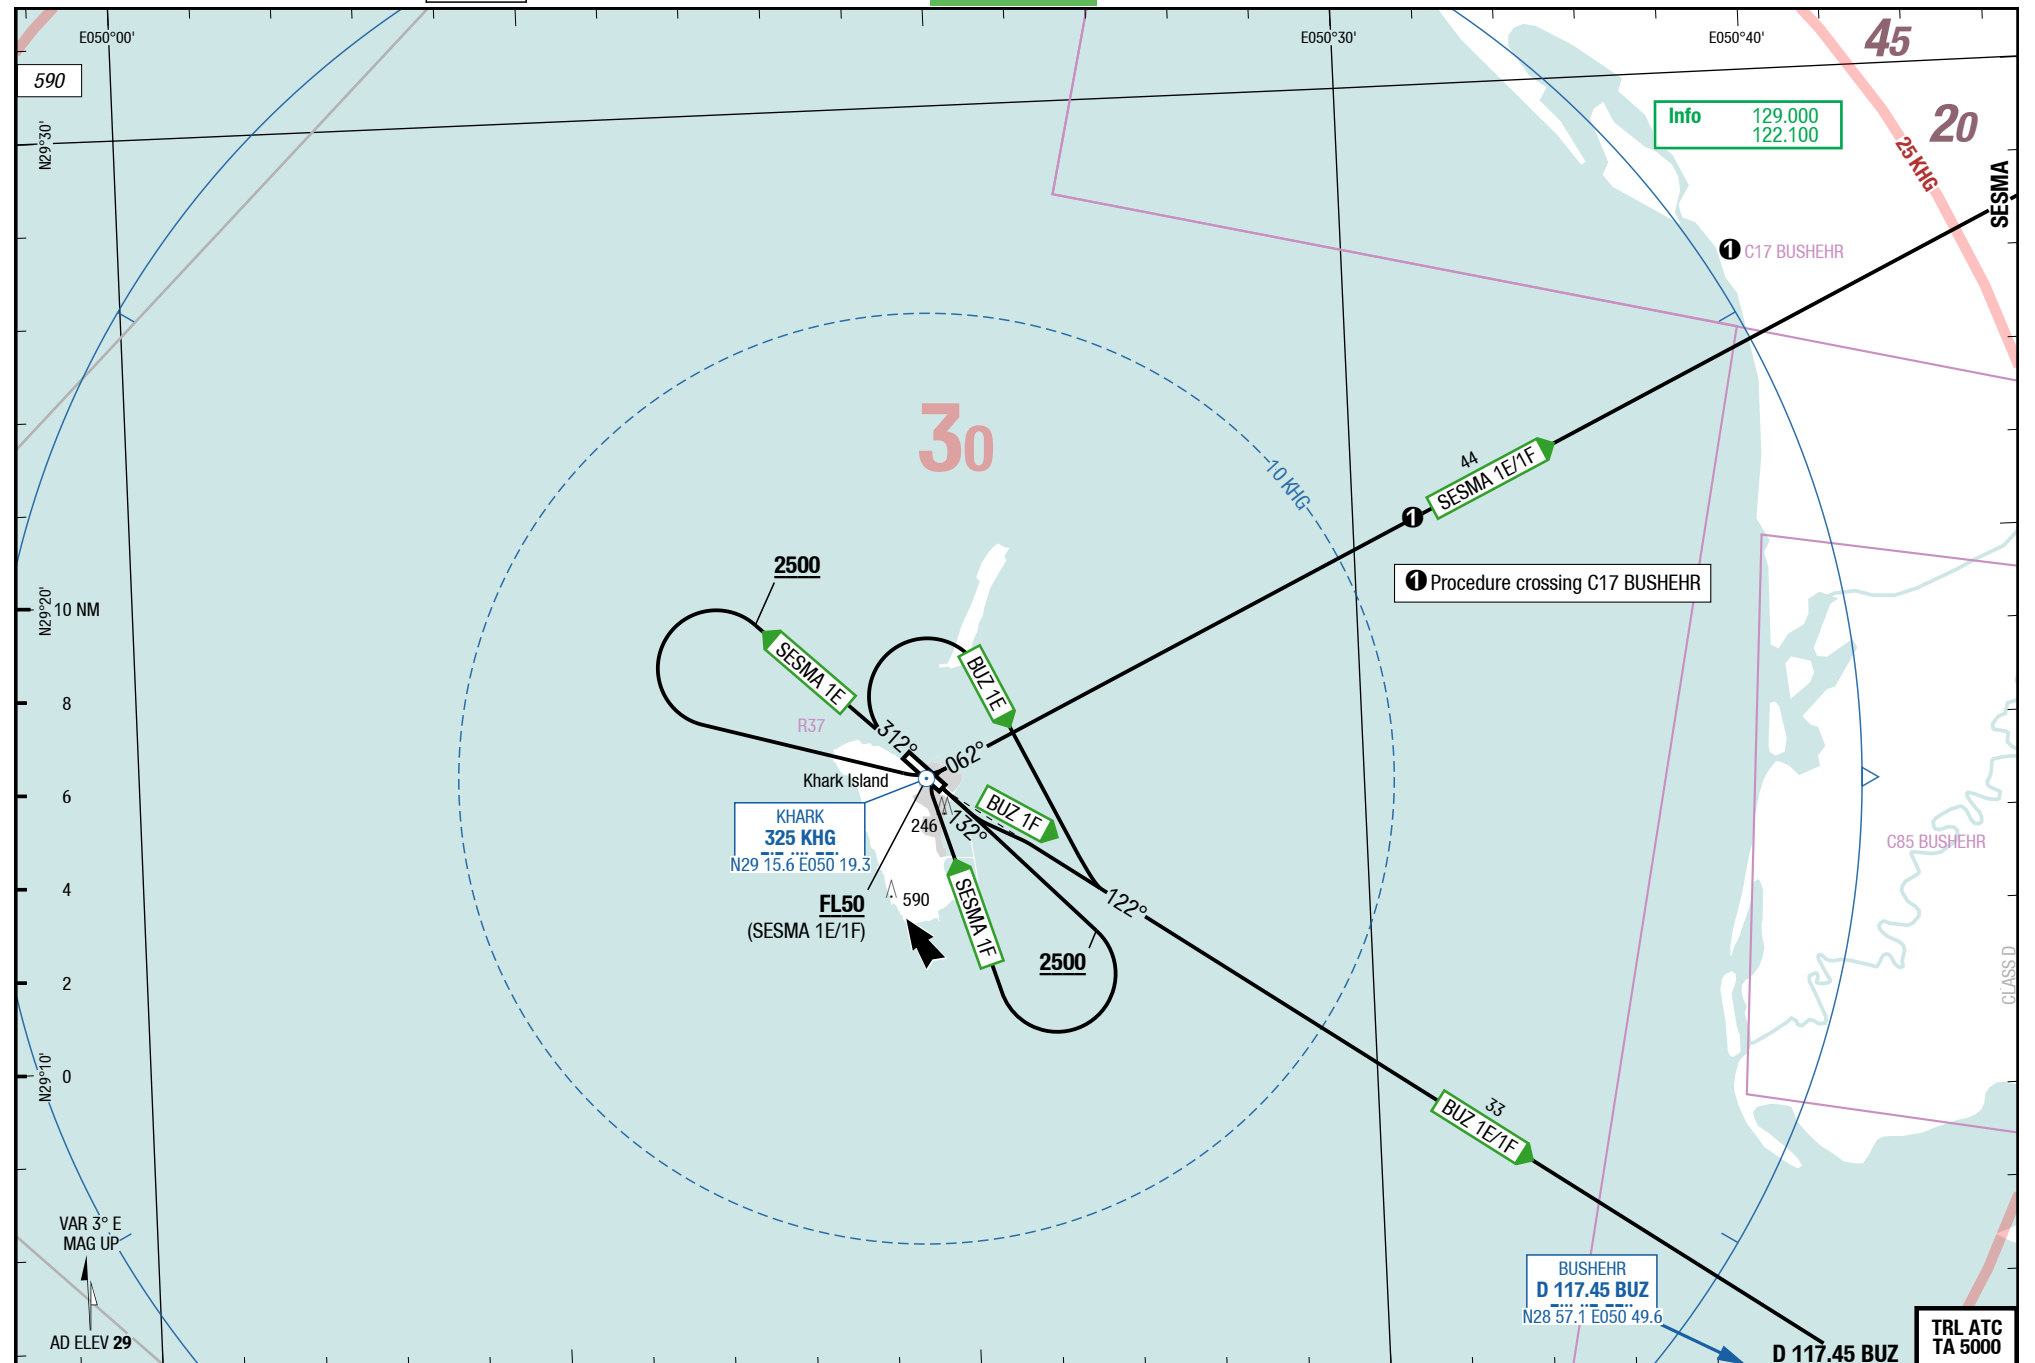 E050°00'
E050°30'
E050°40'
45
590
N29°30'
Info 129.000
122.100
20
25 KHG
SESMA
1 C17 BUSHEHR
30
10 KHG
44
SESMA 1E/1F
1
2500
1 Procedure crossing C17 BUSHEHR
N29°20'
10 NM
SESMA 1E
BUZ 1E
8
R37
312°
062°
Khark Island
6
BUZ 1F
KHARK
325 KHG
N29 15.6 E050 19.3
246
132°
C85 BUSHEHR
4
FL50
(SESMA 1E/1F)
590
SESMA 1F
122°
2500
2
CLASS D
N29°10'
0
33
BUZ 1E/1F
VAR 3° E
MAG UP
BUSHEHR
D 117.45 BUZ
N28 57.1 E050 49.6
AD ELEV 29
D 117.45 BUZ
TRL ATC
TA 5000